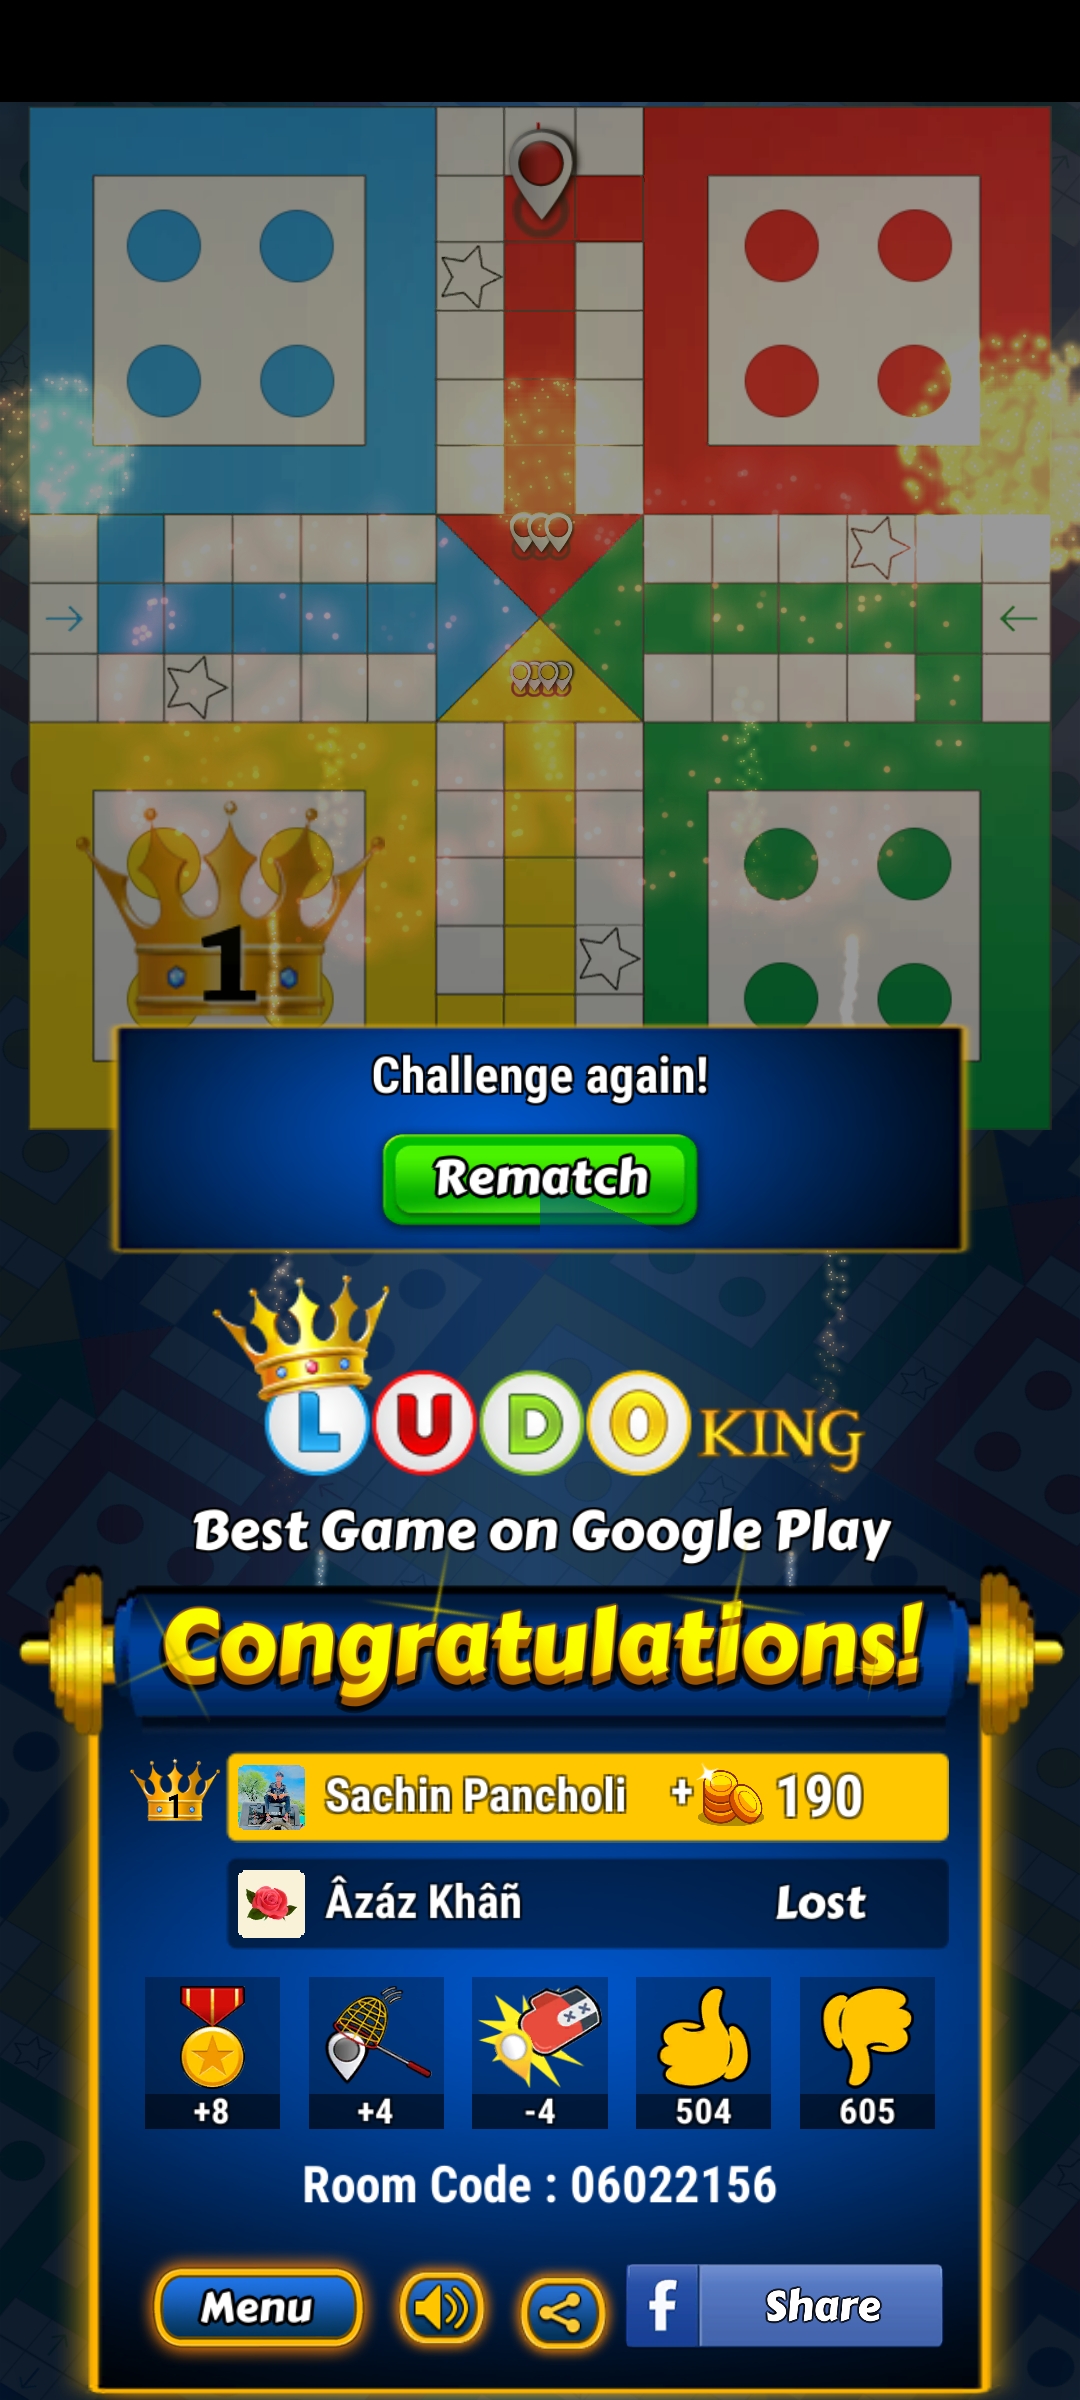 1
Challenge again!
Rematch
LUDO KING
Best Game on Google Play
Congratulations!
1 Sachin Pancholi + 190
Âzáz Khâñ Lost
+8 +4 -4 504 605
Room Code : 06022156
Menu f Share